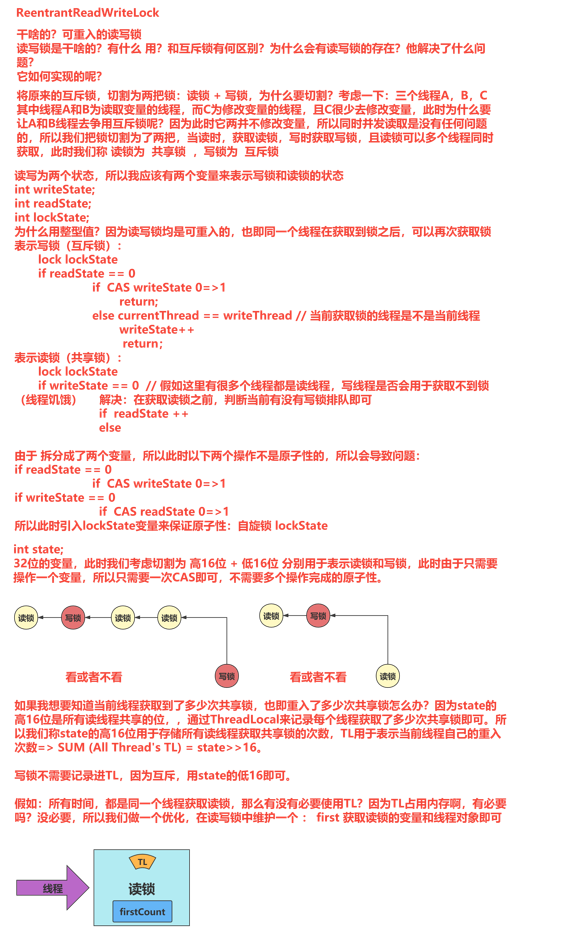 ReentrantReadWriteLock
干啥的？可重入的读写锁
读写锁是干啥的？有什么 用？和互斥锁有何区别？为什么会有读写锁的存在？他解决了什么问
题？
它如何实现的呢？
将原来的互斥锁，切割为两把锁：读锁 + 写锁，为什么要切割？考虑一下：三个线程A，B，C
其中线程A和B为读取变量的线程，而C为修改变量的线程，且C很少去修改变量，此时为什么要
让A和B线程去争用互斥锁呢？因为此时它两并不修改变量，所以同时并发读取是没有任何问题
的，所以我们把锁切割为了两把，当读时，获取读锁，写时获取写锁，且读锁可以多个线程同时
获取，此时我们称 读锁为 共享锁 ，写锁为 互斥锁
读写为两个状态，所以我应该有两个变量来表示写锁和读锁的状态
int writeState;
int readState;
int lockState;
为什么用整型值？因为读写锁均是可重入的，也即同一个线程在获取到锁之后，可以再次获取锁
表示写锁（互斥锁）：
lock lockState
if readState == 0
if CAS writeState 0=>1
return;
else currentThread == writeThread // 当前获取锁的线程是不是当前线程
writeState++
return；
表示读锁（共享锁）：
lock lockState
if writeState == 0 // 假如这里有很多个线程都是读线程，写线程是否会用于获取不到锁
（线程饥饿） 解决：在获取读锁之前，判断当前有没有写锁排队即可
if readState ++
else
由于 拆分成了两个变量，所以此时以下两个操作不是原子性的，所以会导致问题：
if readState == 0
if CAS writeState 0=>1
if writeState == 0
if CAS readState 0=>1
所以此时引入lockState变量来保证原子性：自旋锁 lockState
int state;
32位的变量，此时我们考虑切割为 高16位 + 低16位 分别用于表示读锁和写锁，此时由于只需要
操作一个变量，所以只需要一次CAS即可，不需要多个操作完成的原子性。
读锁 写锁 读锁 读锁 读锁 写锁
看或者不看 写锁 看或者不看 读锁
如果我想要知道当前线程获取到了多少次共享锁，也即重入了多少次共享锁怎么办？因为state的
高16位是所有读线程共享的位，，通过ThreadLocal来记录每个线程获取了多少次共享锁即可。所
以我们称state的高16位用于存储所有读线程获取共享锁的次数，TL用于表示当前线程自己的重入
次数=> SUM (All Thread's TL) = state>>16。
写锁不需要记录进TL，因为互斥，用state的低16即可。
假如：所有时间，都是同一个线程获取读锁，那么有没有必要使用TL？因为TL占用内存啊，有必要
吗？没必要，所以我们做一个优化，在读写锁中维护一个 ： first 获取读锁的变量和线程对象即可
TL
线程 读锁
firstCount